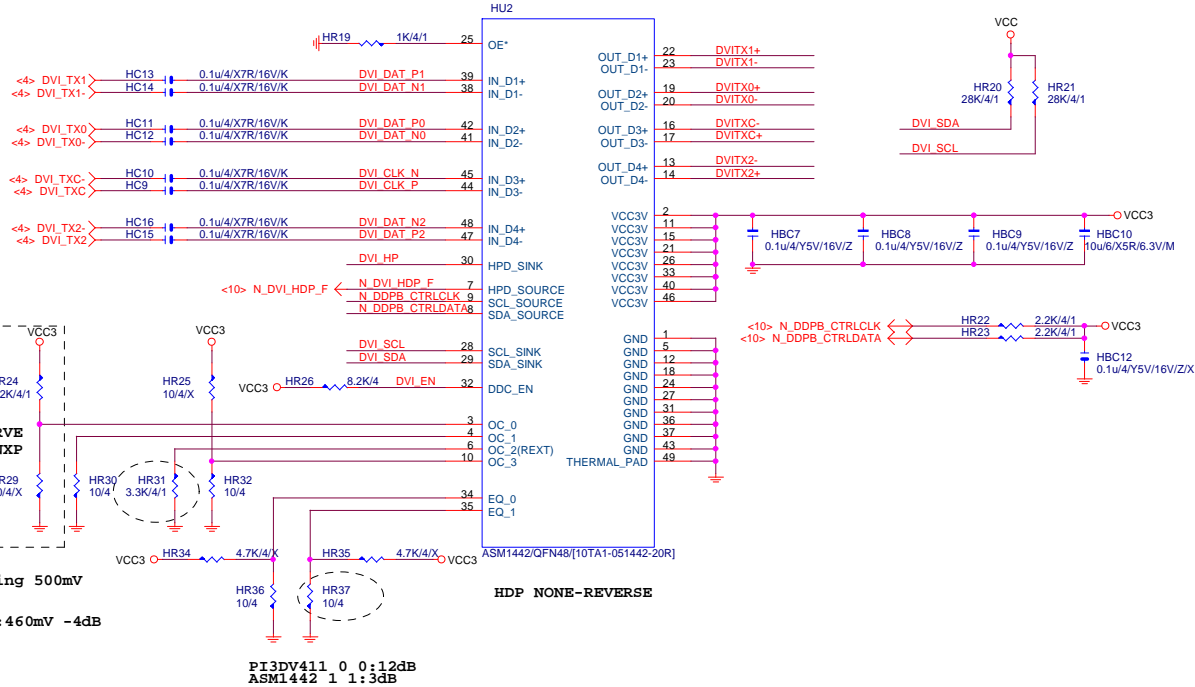 HU2
HR19 1K/4/1 25 OE*
<4> DVI_TX1 HC13 0.1u/4/X7R/16V/K DVI_DAT_P1 39 IN_D1+
<4> DVI_TX1- HC14 0.1u/4/X7R/16V/K DVI_DAT_N1 38 IN_D1-
<4> DVI_TX0 HC11 0.1u/4/X7R/16V/K DVI_DAT_P0 42 IN_D2+
<4> DVI_TX0- HC12 0.1u/4/X7R/16V/K DVI_DAT_N0 41 IN_D2-
<4> DVI_TXC- HC10 0.1u/4/X7R/16V/K DVI_CLK_N 45 IN_D3+
<4> DVI_TXC HC9 0.1u/4/X7R/16V/K DVI_CLK_P 44 IN_D3-
<4> DVI_TX2- HC16 0.1u/4/X7R/16V/K DVI_DAT_N2 48 IN_D4+
<4> DVI_TX2 HC15 0.1u/4/X7R/16V/K DVI_DAT_P2 47 IN_D4-
DVI_HP 30 HPD_SINK
<10> N_DVI_HDP_F N_DVI_HDP_F 7 HPD_SOURCE
N_DDPB_CTRLCLK 9 SCL_SOURCE
N_DDPB_CTRLDATA 8 SDA_SOURCE
DVI_SCL 28 SCL_SINK
DVI_SDA 29 SDA_SINK
VCC3 HR26 8.2K/4 DVI_EN 32 DDC_EN
3 OC_0
4 OC_1
6 OC_2(REXT)
10 OC_3
34 EQ_0
35 EQ_1
OUT_D1+ 22 DVITX1+
OUT_D1- 23 DVITX1-
OUT_D2+ 19 DVITX0+
OUT_D2- 20 DVITX0-
OUT_D3+ 16 DVITXC-
OUT_D3- 17 DVITXC+
OUT_D4+ 13 DVITX2-
OUT_D4- 14 DVITX2+
VCC3V 2
VCC3V 11
VCC3V 15
VCC3V 21
VCC3V 26
VCC3V 33
VCC3V 40
VCC3V 46
GND 1
GND 5
GND 12
GND 18
GND 24
GND 27
GND 31
GND 36
GND 37
GND 43
THERMAL_PAD 49
ASM1442/QFN48/[10TA1-051442-20R]
HDP NONE-REVERSE
VCC
HR20 28K/4/1
HR21 28K/4/1
DVI_SDA
DVI_SCL
VCC3
HBC7 0.1u/4/Y5V/16V/Z
HBC8 0.1u/4/Y5V/16V/Z
HBC9 0.1u/4/Y5V/16V/Z
HBC10 10u/6/X5R/6.3V/M
<10> N_DDPB_CTRLCLK HR22 2.2K/4/1 VCC3
<10> N_DDPB_CTRLDATA HR23 2.2K/4/1
HBC12 0.1u/4/Y5V/16V/Z/X
VCC3
VCC3
HR25 10/4/X
HR30 10/4
HR31 3.3K/4/1
HR32 10/4
VCC3 HR34 4.7K/4/X
HR35 4.7K/4/X VCC3
HR36 10/4
HR37 10/4
500mV
:460mV -4dB
PI3DV411 0 0:12dB
ASM1442 1 1:3dB